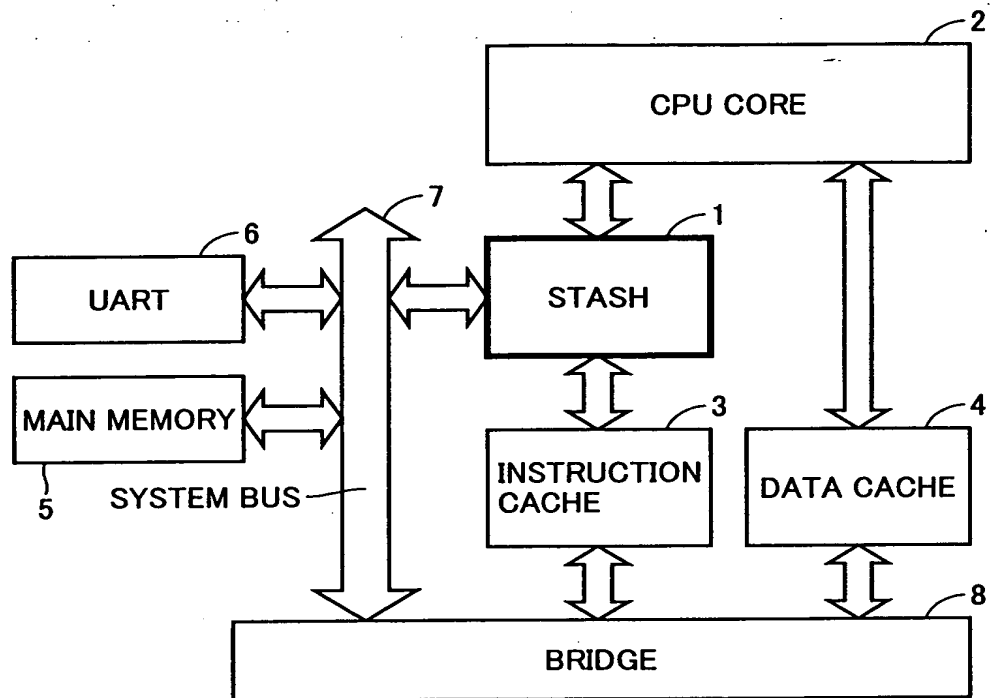 2
CPU CORE
7
1
6
UART
STASH
MAIN MEMORY
3
4
5
SYSTEM BUS
INSTRUCTION
CACHE
DATA CACHE
8
BRIDGE